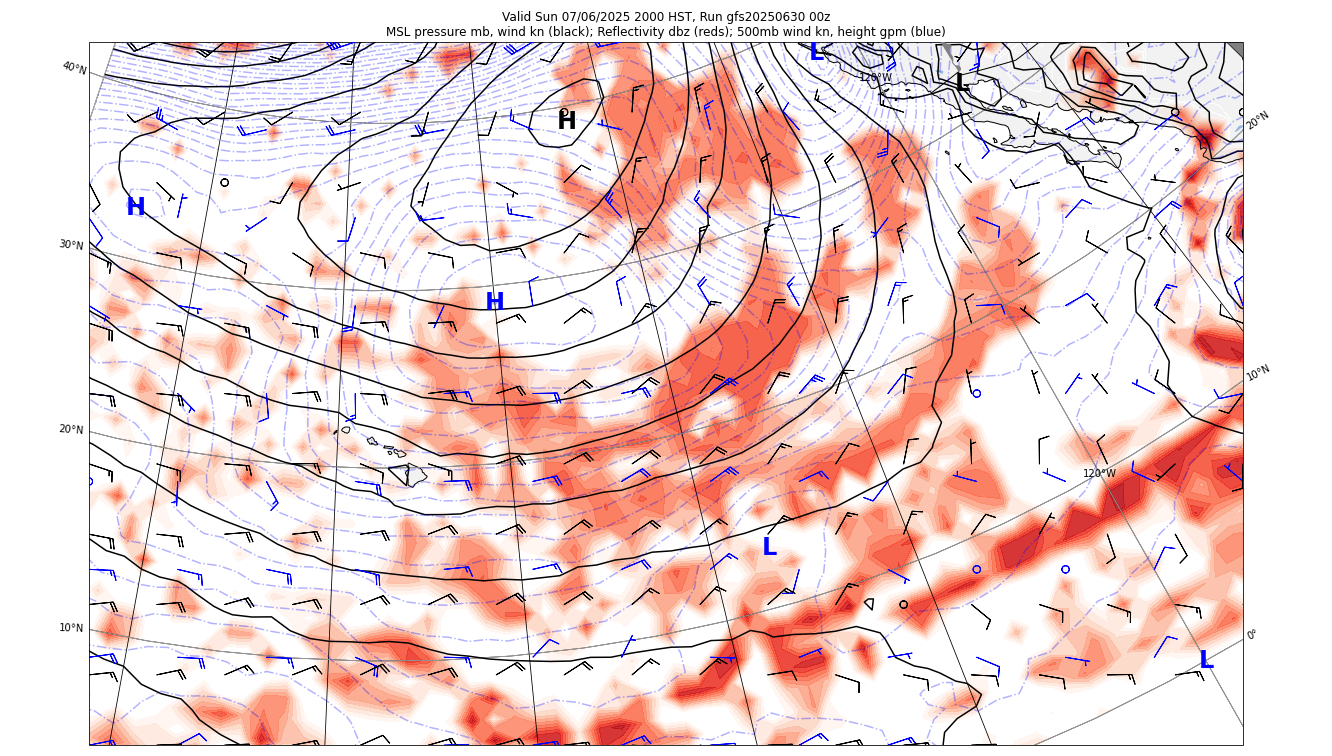 Valid Sun 07/06/2025 2000 HST, Run gfs20250630 00z
MSL pressure mb, wind kn (black); Reflectivity dbz (reds); 500mb wind kn, height gpm (blue)
L
40°N
120°W
L
H
20°N
H
30°N
H
10°N
20°N
120°W
L
10°N
0°
L